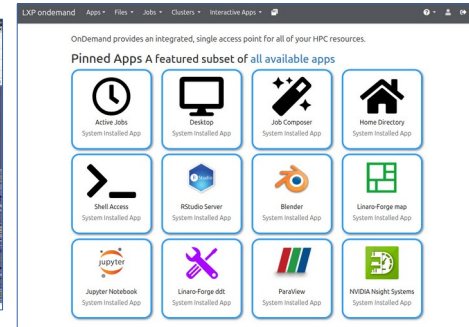 LXP ondemand Apps Files Jobs Clusters Interactive Apps
OnDemand provides an integrated, single access point for all of your HPC resources.
Pinned Apps A featured subset of all available apps
Active Jobs Desktop Job Composer Home Directory
System Installed App System Installed App System Installed App System Installed App
Shell Access RStudio Server Blender Linaro-Forge map
System Installed App System Installed App System Installed App System Installed App
jupyter
Jupyter Notebook Linaro-Forge ddt ParaView NVIDIA Nsight Systems
System Installed App System Installed App System Installed App System Installed App